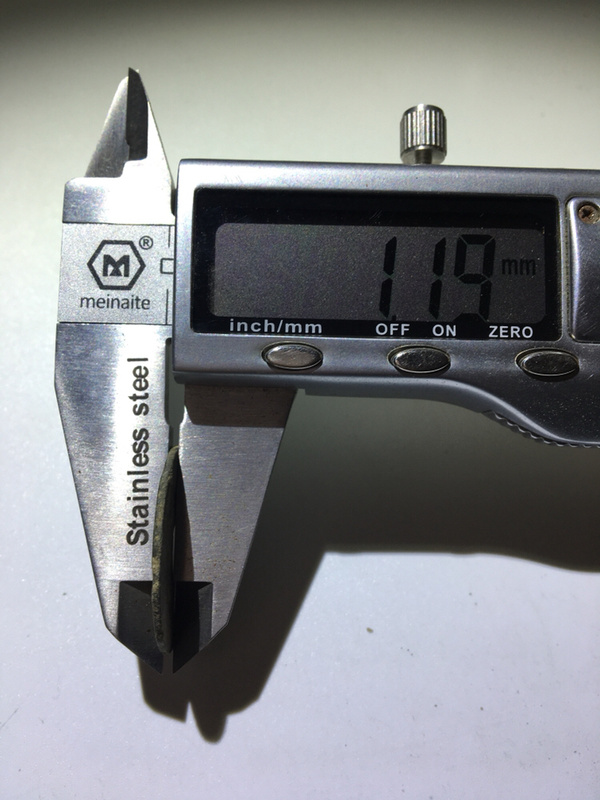 ®
meinaite
1.19 mm
inch/mm OFF ON ZERO
Stainless steel